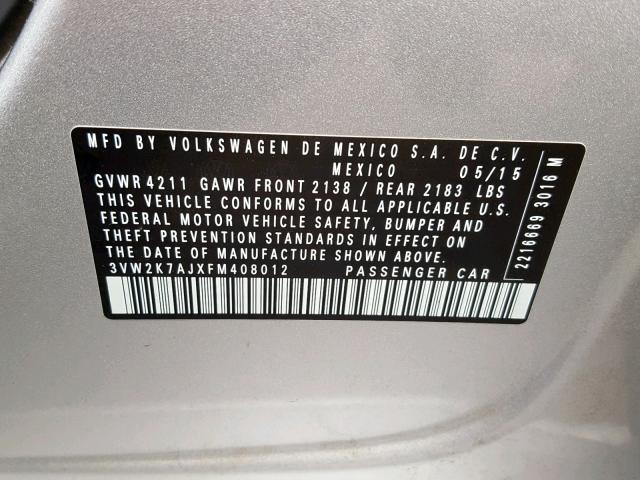 MFD BY VOLKSWAGEN DE MEXICO S.A. DE C.V.
MEXICO 05/15
GVWR 4211 GAWR FRONT 2138 / REAR 2183 LBS
THIS VEHICLE CONFORMS TO ALL APPLICABLE U.S.
FEDERAL MOTOR VEHICLE SAFETY, BUMPER AND
THEFT PREVENTION STANDARDS IN EFFECT ON
THE DATE OF MANUFACTURE SHOWN ABOVE.
3VW2K7AJXFM408012 PASSENGER CAR
2216669 3016 M